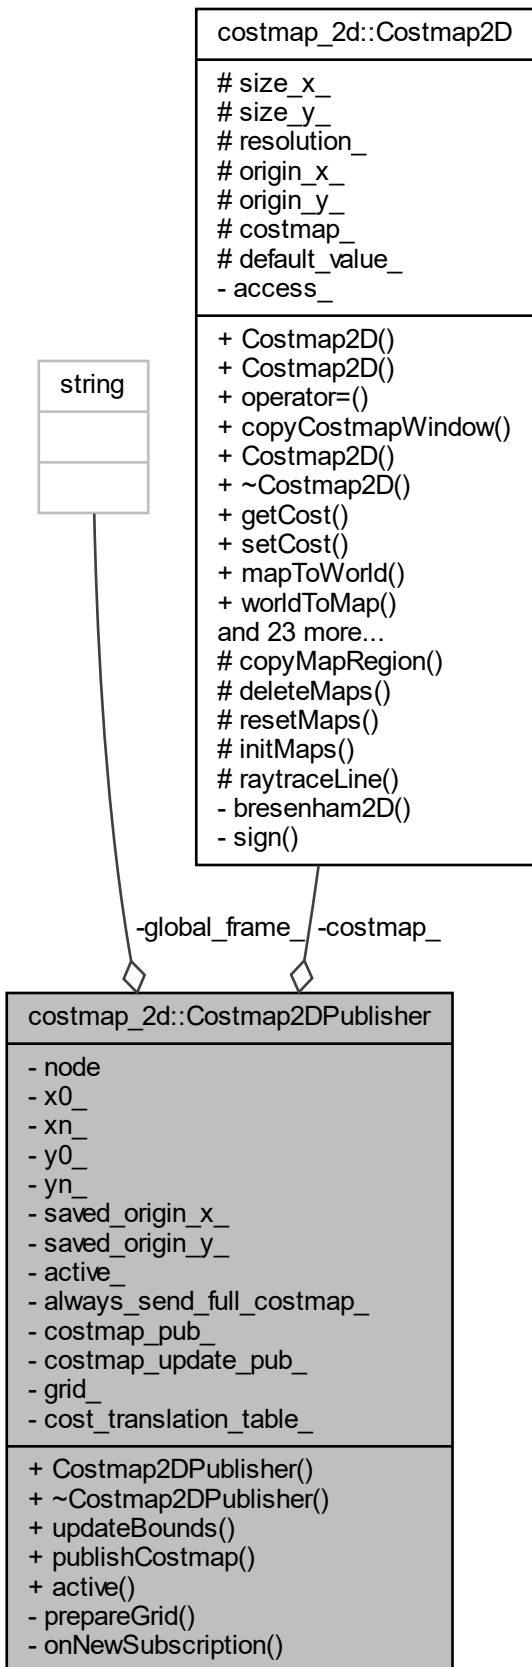 costmap_2d::Costmap2D
# size_x_
# size_y_
# resolution_
# origin_x_
# origin_y_
# costmap_
# default_value_
- access_
+ Costmap2D()
+ Costmap2D()
+ operator=()
+ copyCostmapWindow()
+ Costmap2D()
+ ~Costmap2D()
+ getCost()
+ setCost()
+ mapToWorld()
+ worldToMap()
and 23 more...
# copyMapRegion()
# deleteMaps()
# resetMaps()
# initMaps()
# raytraceLine()
- bresenham2D()
- sign()
string
-global_frame_
-costmap_
costmap_2d::Costmap2DPublisher
- node
- x0_
- xn_
- y0_
- yn_
- saved_origin_x_
- saved_origin_y_
- active_
- always_send_full_costmap_
- costmap_pub_
- costmap_update_pub_
- grid_
- cost_translation_table_
+ Costmap2DPublisher()
+ ~Costmap2DPublisher()
+ updateBounds()
+ publishCostmap()
+ active()
- prepareGrid()
- onNewSubscription()